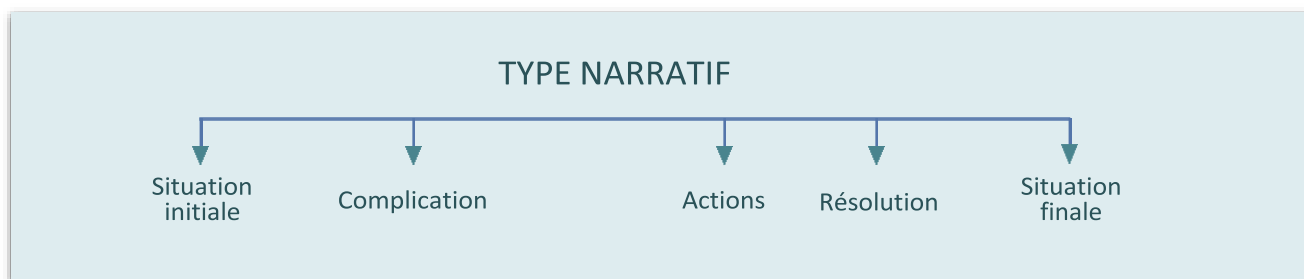 TYPE NARRATIF
Situation
initiale
Complication
Actions
Résolution
Situation
finale